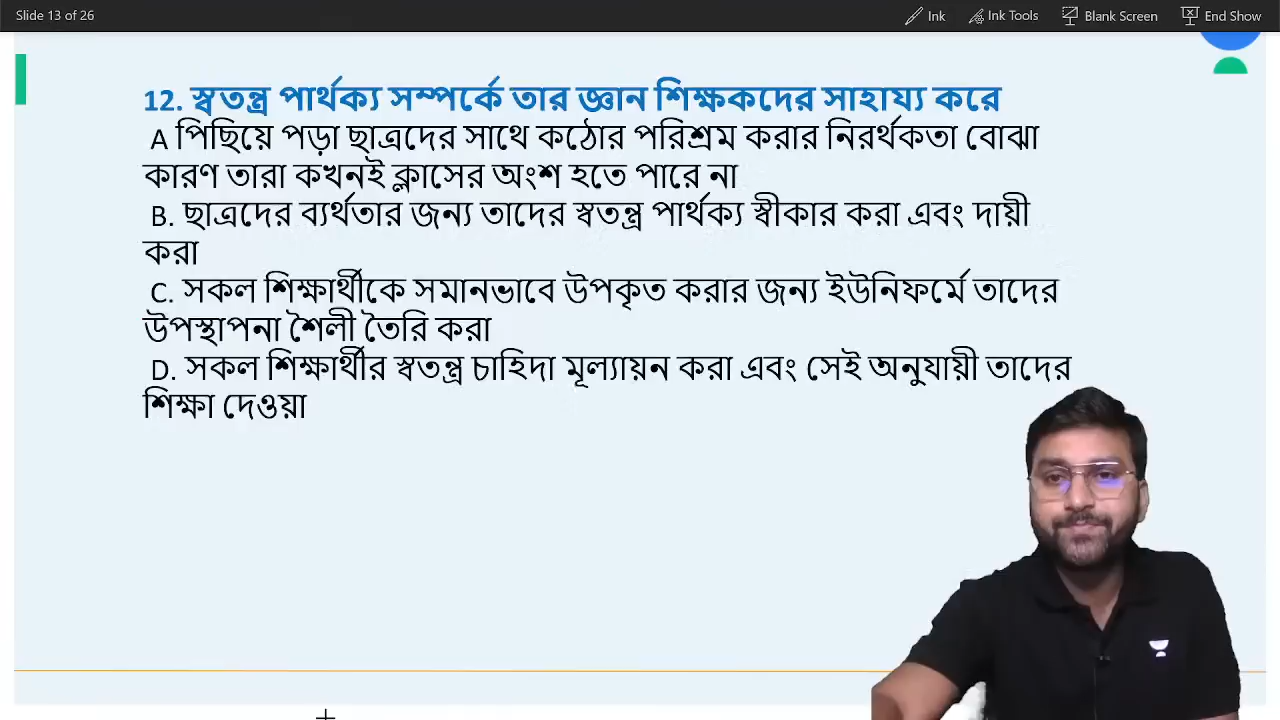 Slide 13 of 26
Ink
Ink Tools
Blank Screen
End Show
12. স্বতন্ত্র পার্থক্য সম্পর্কে তার জ্ঞান শিক্ষকদের সাহায্য করে
A পিছিয়ে পড়া ছাত্রদের সাথে কঠোর পরিশ্রম করার নিরর্থকতা বোঝা
কারণ তারা কখনই ক্লাসের অংশ হতে পারে না
B. ছাত্রদের ব্যর্থতার জন্য তাদের স্বতন্ত্র পার্থক্য স্বীকার করা এবং দায়ী
করা
C. সকল শিক্ষার্থীকে সমানভাবে উপকৃত করার জন্য ইউনিফর্মে তাদের
উপস্থাপনা শৈলী তৈরি করা
D. সকল শিক্ষার্থীর স্বতন্ত্র চাহিদা মূল্যায়ন করা এবং সেই অনুযায়ী তাদের
শিক্ষা দেওয়া